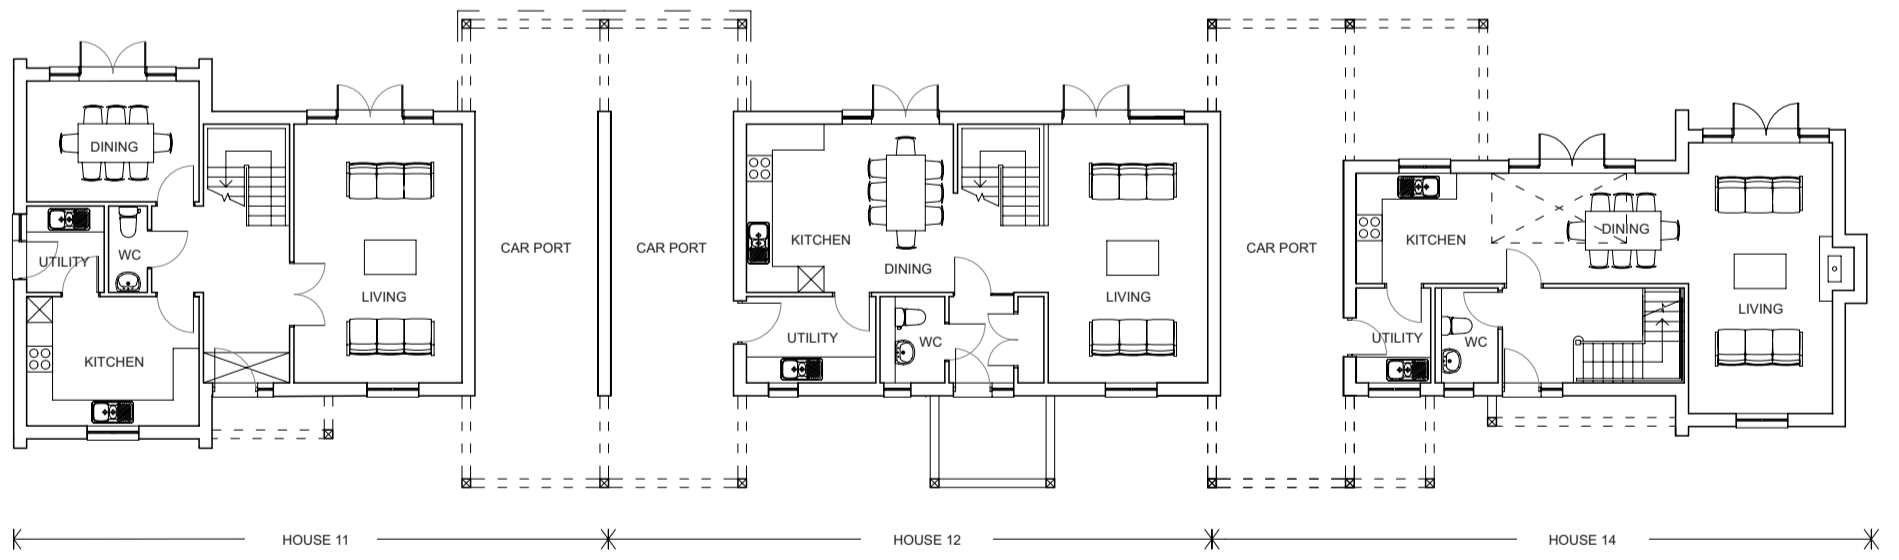 DINING
UTILITY
WC
KITCHEN
LIVING
CAR PORT
CAR PORT
KITCHEN
DINING
UTILITY
WC
LIVING
CAR PORT
KITCHEN
DINING
UTILITY
WC
LIVING
HOUSE 11
HOUSE 12
HOUSE 14